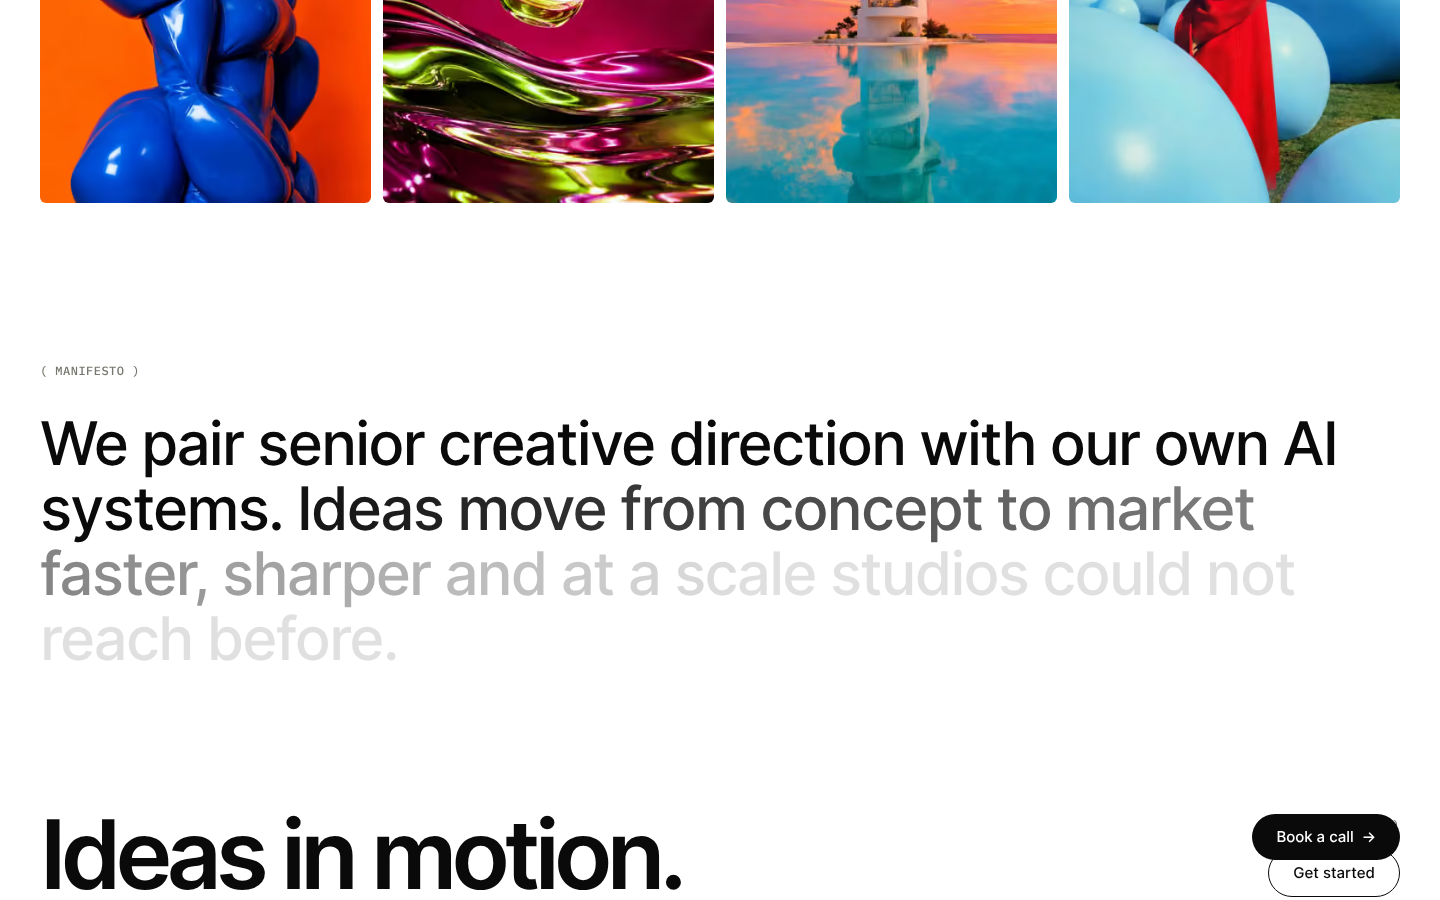 ( MANIFESTO )
We pair senior creative direction with our own AI
systems. Ideas move from concept to market
faster, sharper and at a scale studios could not
reach before.
Ideas in motion.
Book a call →
Get started